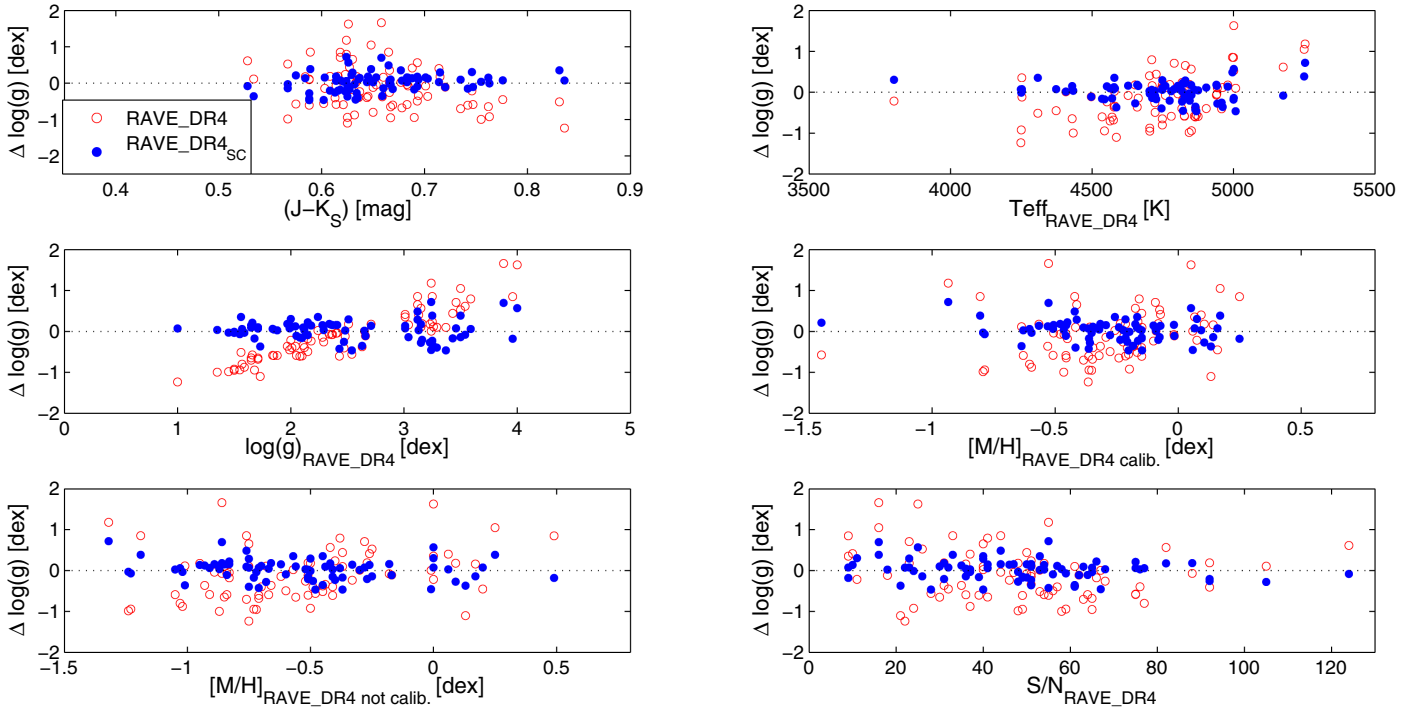 2
1
0
−1
−2
Δ log(g) [dex]
RAVE_DR4
RAVE_DR4SC
0.4 0.5 0.6 0.7 0.8 0.9
(J−KS) [mag]
2
1
0
−1
−2
Δ log(g) [dex]
3500 4000 4500 5000 5500
TeffRAVE_DR4 [K]
2
1
0
−1
−2
Δ log(g) [dex]
0 1 2 3 4 5
log(g)RAVE_DR4 [dex]
2
1
0
−1
−2
Δ log(g) [dex]
−1.5 −1 −0.5 0 0.5
[M/H]RAVE_DR4 calib. [dex]
2
1
0
−1
−2
Δ log(g) [dex]
−1.5 −1 −0.5 0 0.5
[M/H]RAVE_DR4 not calib. [dex]
2
1
0
−1
−2
Δ log(g) [dex]
0 20 40 60 80 100 120
S/NRAVE_DR4